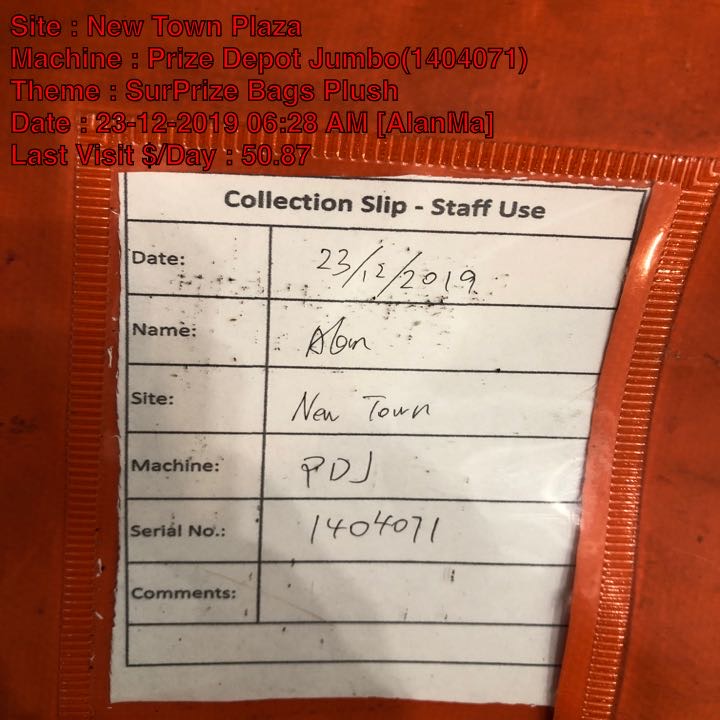 Site : New Town Plaza
Machine : Prize Depot Jumbo(1404071)
Theme : SurPrize Bags Plush
Date : 23-12-2019 06:28 AM [AlanMa]
Last Visit $/Day : 50.87
Collection Slip - Staff Use
Date: 23/12/2019
Name: Alan
Site: New Town
Machine: PDJ
Serial No.: 1404071
Comments: